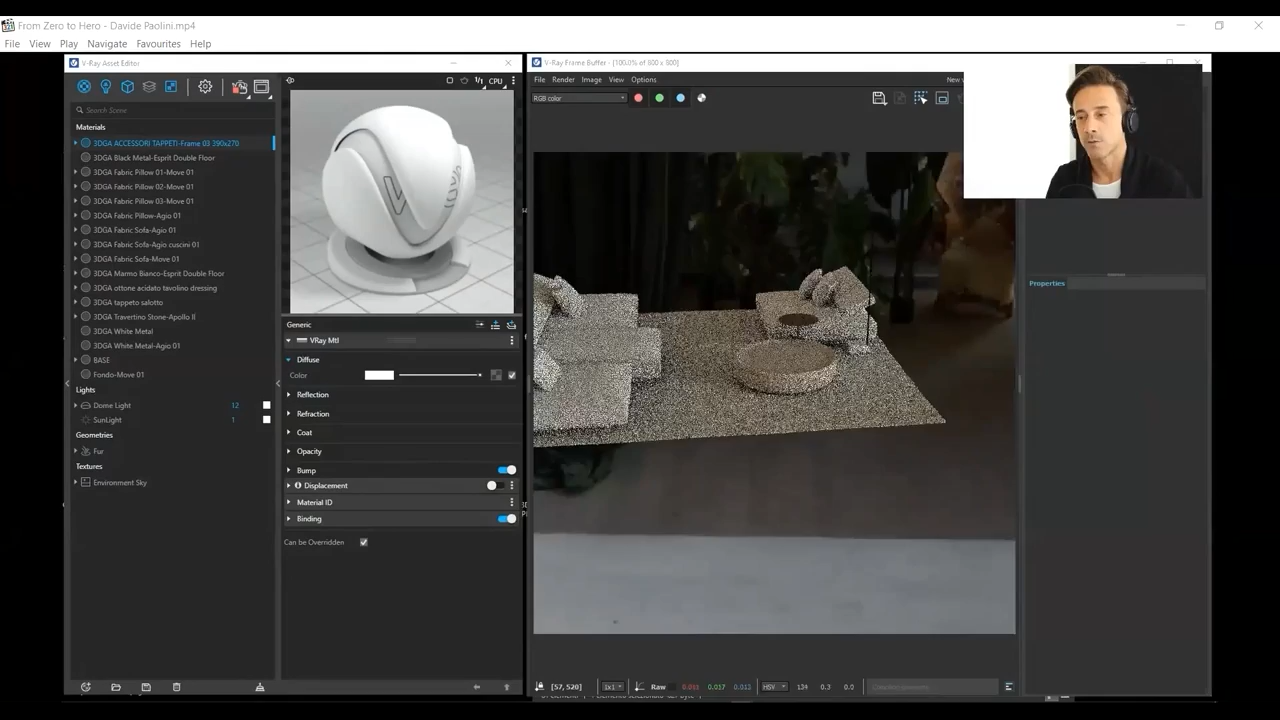 From Zero to Hero - Davide Paolini.mp4
File View Play Navigate Favourites Help
V-Ray Asset Editor
CPU
Search Scene
Materials
3DGA ACCESSORI TAPPETI-Frame 03 390x270
3DGA Black Metal-Esprit Double Floor
3DGA Fabric Pillow 01-Move 01
3DGA Fabric Pillow 02-Move 01
3DGA Fabric Pillow 03-Move 01
3DGA Fabric Pillow-Agio 01
3DGA Fabric Sofa-Agio 01
3DGA Fabric Sofa-Agio cuscini 01
3DGA Fabric Sofa-Move 01
3DGA Marmo Bianco-Esprit Double Floor
3DGA ottone acidato tavolino dressing
3DGA tappeto salotto
3DGA Travertino Stone-Apollo II
3DGA White Metal
3DGA White Metal-Agio 01
BASE
Fondo-Move 01
Lights
Dome Light 12
SunLight 1
Geometries
Fur
Textures
Environment Sky
Generic
VRay Mtl
Diffuse
Color
Reflection
Refraction
Coat
Opacity
Bump
Displacement
Material ID
Binding
Can be Overridden
V-Ray Frame Buffer - [100.0% of 800 x 800]
File Render Image View Options
New
RGB color
Properties
[57, 520]
1x1
Raw 0.011 0.017 0.012
HSV 134 0.3 0.0